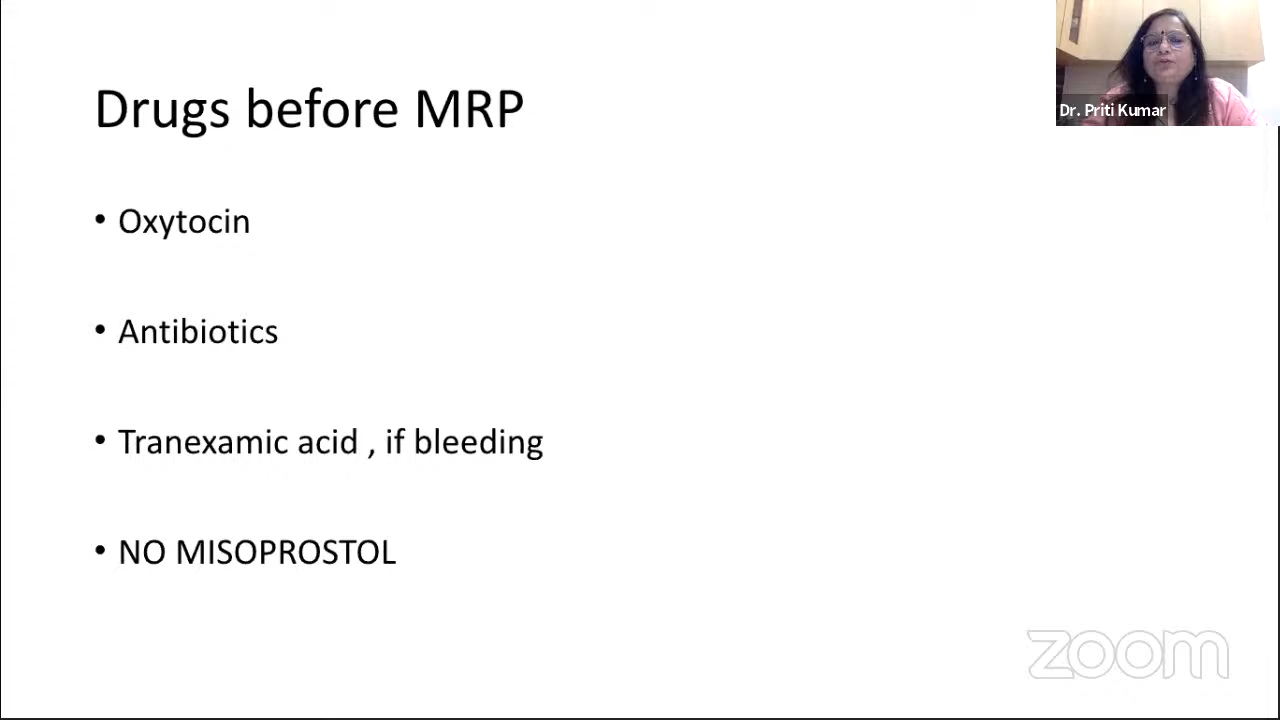 Drugs before MRP
Dr. Priti Kumar
• Oxytocin
• Antibiotics
• Tranexamic acid , if bleeding
• NO MISOPROSTOL
zoom